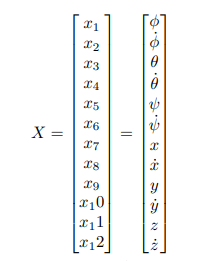 X = [x₁ x₂ x₃ x₄ x₅ x₆ x₇ x₈ x₉ x₁0 x₁1 x₁2] = [ϕ ϕ̇ θ θ̇ ψ ψ̇ x ẋ y ẏ z ż]